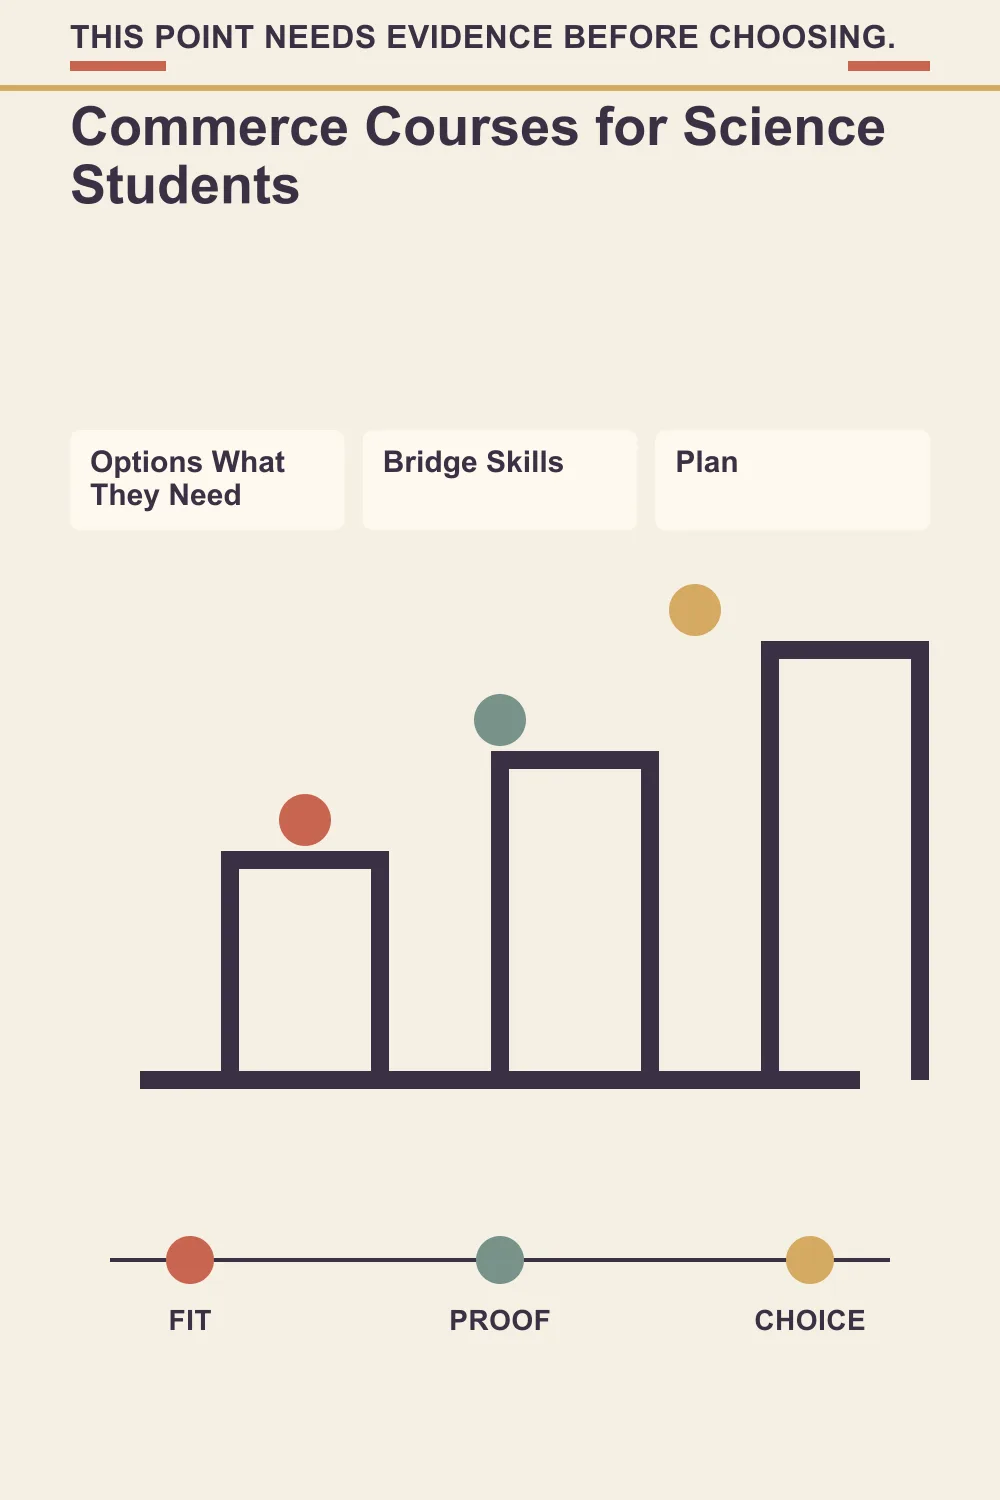 THIS POINT NEEDS EVIDENCE BEFORE CHOOSING.
Commerce Courses for Science
Students
Options What
They Need
Bridge Skills
Plan
FIT
PROOF
CHOICE